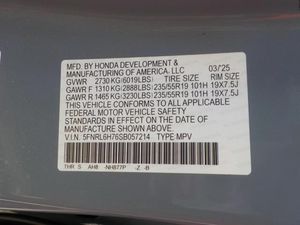 MFD. BY HONDA DEVELOPMENT & 03/'25
MANUFACTURING OF AMERICA, LLC
GVWR 2730 KG(6019LBS) TIRE SIZE RIM SIZE
GAWR F 1310 KG(2888LBS) 235/55R19 101H 19X7.5J
GAWR R 1465 KG(3230LBS) 235/55R19 101H 19X7.5J
THIS VEHICLE CONFORMS TO ALL APPLICABLE
FEDERAL MOTOR VEHICLE SAFETY
STANDARDS IN EFFECT ON THE DATE OF
MANUFACTURE SHOWN ABOVE.
V.I.N. 5FNRL6H76SB057214 TYPE:MPV
THR S AH8 -NH877P -Z -B